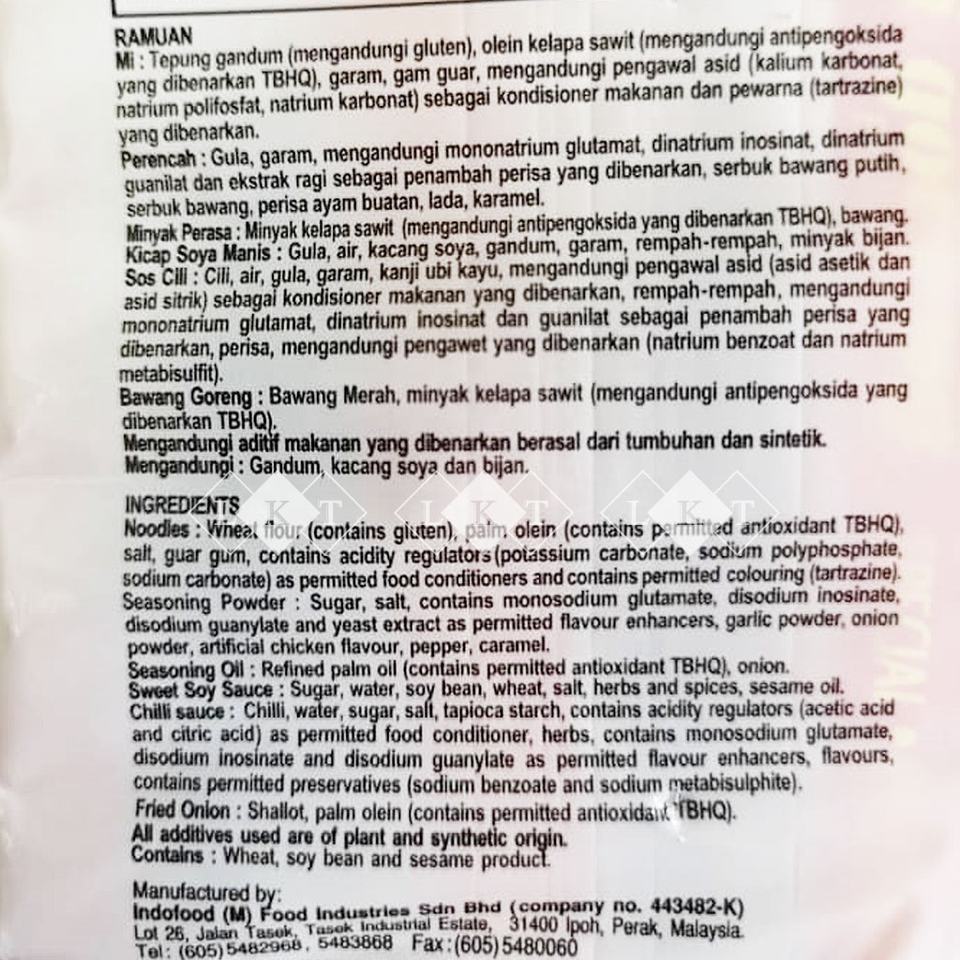 RAMUAN
Mi : Tepung gandum (mengandungi gluten), olein kelapa sawit (mengandungi antipengoksida
yang dibenarkan TBHQ), garam, gam guar, mengandungi pengawal asid (kalium karbonat,
natrium polifosfat, natrium karbonat) sebagai kondisioner makanan dan pewarna (tartrazine)
yang dibenarkan.
Perencah : Gula, garam, mengandungi mononatrium glutamat, dinatrium inosinat, dinatrium
guanilat dan ekstrak ragi sebagai penambah perisa yang dibenarkan, serbuk bawang putih,
serbuk bawang, perisa ayam buatan, lada, karamel.
Minyak Perasa : Minyak kelapa sawit (mengandungi antipengoksida yang dibenarkan TBHQ), bawang.
Kicap Soya Manis : Gula, air, kacang soya, gandum, garam, rempah-rempah, minyak bijan.
Sos Cili : Cili, air, gula, garam, kanji ubi kayu, mengandungi pengawal asid (asid asetik dan
asid sitrik) sebagai kondisioner makanan yang dibenarkan, rempah-rempah, mengandungi
mononatrium glutamat, dinatrium inosinat dan guanilat sebagai penambah perisa yang
dibenarkan, perisa, mengandungi pengawet yang dibenarkan (natrium benzoat dan natrium
metabisulfit).
Bawang Goreng : Bawang Merah, minyak kelapa sawit (mengandungi antipengoksida yang
dibenarkan TBHQ).
Mengandungi aditif makanan yang dibenarkan berasal dari tumbuhan dan sintetik.
Mengandungi : Gandum, kacang soya dan bijan.
INGREDIENTS
Noodles : Wheat flour (contains gluten), palm olein (contains permitted antioxidant TBHQ),
salt, guar gum, contains acidity regulators (potassium carbonate, sodium polyphosphate,
sodium carbonate) as permitted food conditioners and contains permitted colouring (tartrazine).
Seasoning Powder : Sugar, salt, contains monosodium glutamate, disodium inosinate,
disodium guanylate and yeast extract as permitted flavour enhancers, garlic powder, onion
powder, artificial chicken flavour, pepper, caramel.
Seasoning Oil : Refined palm oil (contains permitted antioxidant TBHQ), onion.
Sweet Soy Sauce : Sugar, water, soy bean, wheat, salt, herbs and spices, sesame oil.
Chilli sauce : Chilli, water, sugar, salt, tapioca starch, contains acidity regulators (acetic acid
and citric acid) as permitted food conditioner, herbs, contains monosodium glutamate,
disodium inosinate and disodium guanylate as permitted flavour enhancers, flavours,
contains permitted preservatives (sodium benzoate and sodium metabisulphite).
Fried Onion : Shallot, palm olein (contains permitted antioxidant TBHQ).
All additives used are of plant and synthetic origin.
Contains : Wheat, soy bean and sesame product.
Manufactured by:
Indofood (M) Food Industries Sdn Bhd (company no. 443482-K)
Lot 26, Jalan Tasek, Tasek Industrial Estate, 31400 Ipoh, Perak, Malaysia.
Tel: (605)5482968, 5483868 Fax:(605)5480060